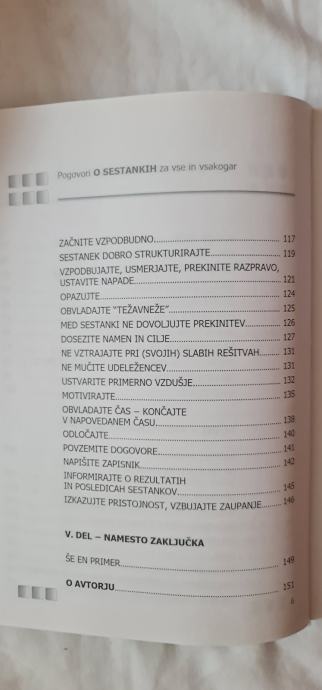 Pogovori O SESTANKIH za vse in vsakogar
ZAČNITE VZPODBUDNO 117
SESTANEK DOBRO STRUKTURIRAJTE 119
VZPODBUJAJTE, USMERJAJTE, PREKINITE RAZPRAVO,
USTAVITE NAPADE 121
OPAZUJTE 124
OBVLADAJTE "TEŽAVNEŽE" 125
MED SESTANKI NE DOVOLJUJTE PREKINITEV 126
DOSEZITE NAMEN IN CILJE 127
NE VZTRAJAJTE PRI (SVOJIH) SLABIH REŠITVAH 131
NE MUČITE UDELEŽENCEV 131
USTVARITE PRIMERNO VZDUŠJE 132
MOTIVIRAJTE 135
OBVLADAJTE ČAS – KONČAJTE
V NAPOVEDANEM ČASU 138
ODLOČAJTE 140
POVZEMITE DOGOVORE 141
NAPIŠITE ZAPISNIK 142
INFORMIRAJTE O REZULTATIH
IN POSLEDICAH SESTANKOV 145
IZKAZUJTE PRISTOJNOST, VZBUJAJTE ZAUPANJE 146
V. DEL – NAMESTO ZAKLJUČKA
ŠE EN PRIMER 149
O AVTORJU 151
6